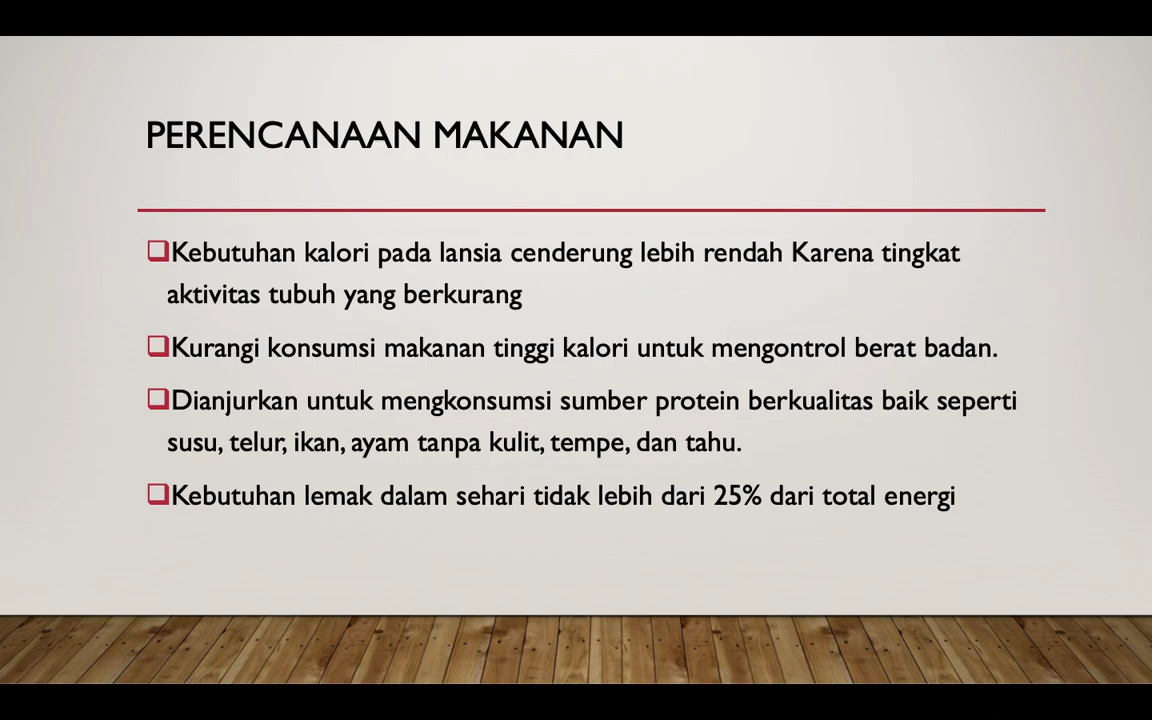 PERENCANAAN MAKANAN
❑Kebutuhan kalori pada lansia cenderung lebih rendah Karena tingkat
aktivitas tubuh yang berkurang
❑Kurangi konsumsi makanan tinggi kalori untuk mengontrol berat badan.
❑Dianjurkan untuk mengkonsumsi sumber protein berkualitas baik seperti
susu, telur, ikan, ayam tanpa kulit, tempe, dan tahu.
❑Kebutuhan lemak dalam sehari tidak lebih dari 25% dari total energi